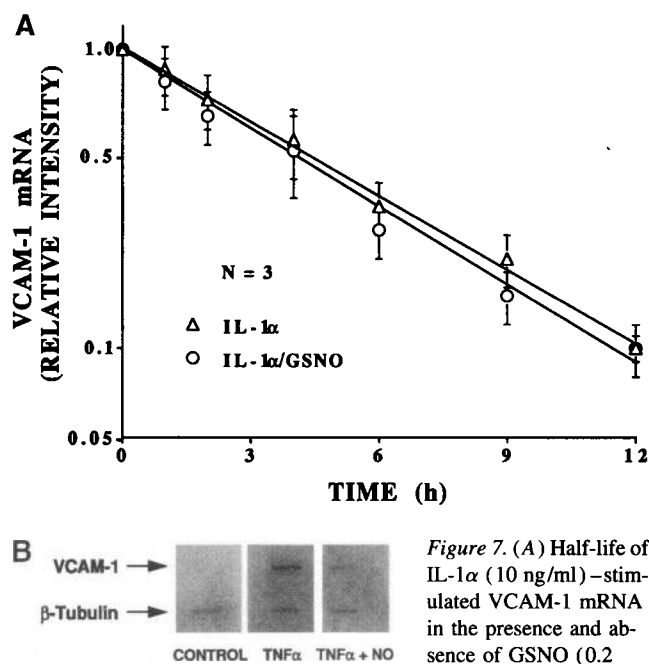 A
VCAM-1 mRNA
(RELATIVE INTENSITY)
1.0
0.5
0.1
0.05
N = 3
IL-1α
IL-1α/GSNO
0 3 6 9 12
TIME (h)
B
VCAM-1
β-Tubulin
CONTROL TNFα TNFα + NO
Figure 7. (A) Half-life of
IL-1α (10 ng/ml)–stim-
ulated VCAM-1 mRNA
in the presence and ab-
sence of GSNO (0.2